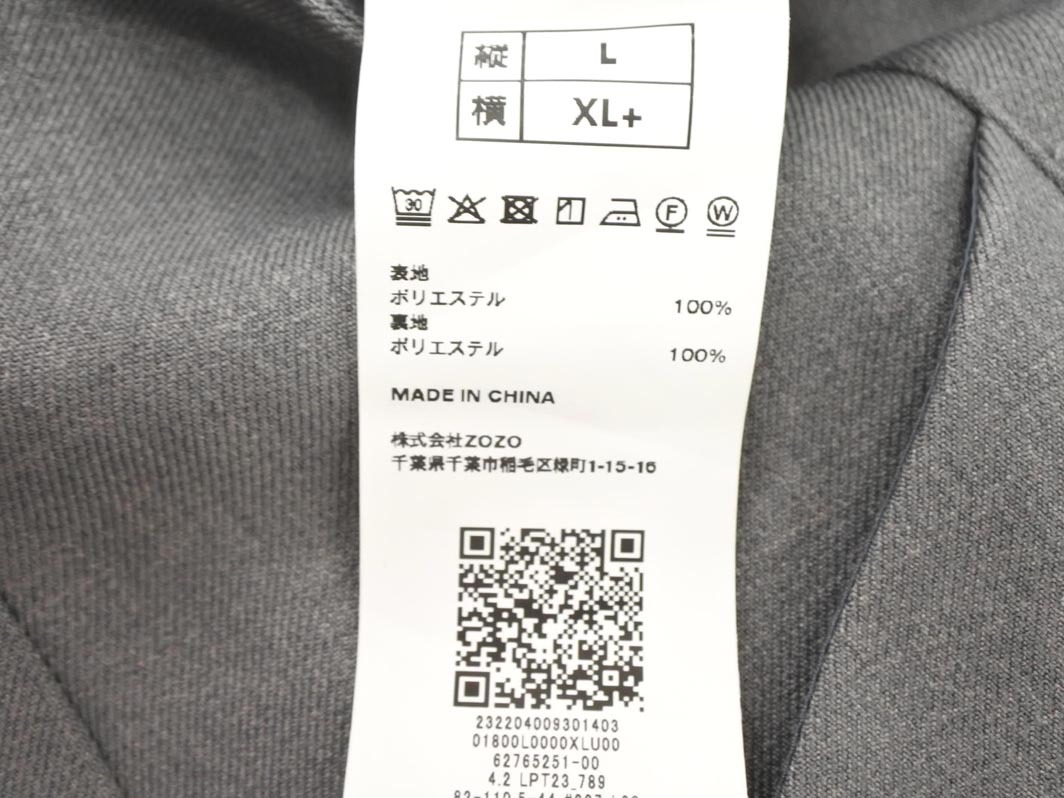 縦 L
横 XL+
30 F W
表地
ポリエステル 100%
裏地
ポリエステル 100%
MADE IN CHINA
株式会社ZOZO
千葉県千葉市稲毛区緑町1-15-16
232204009301403
01800L0000XLU00
62765251-00
4.2 LPT23_789